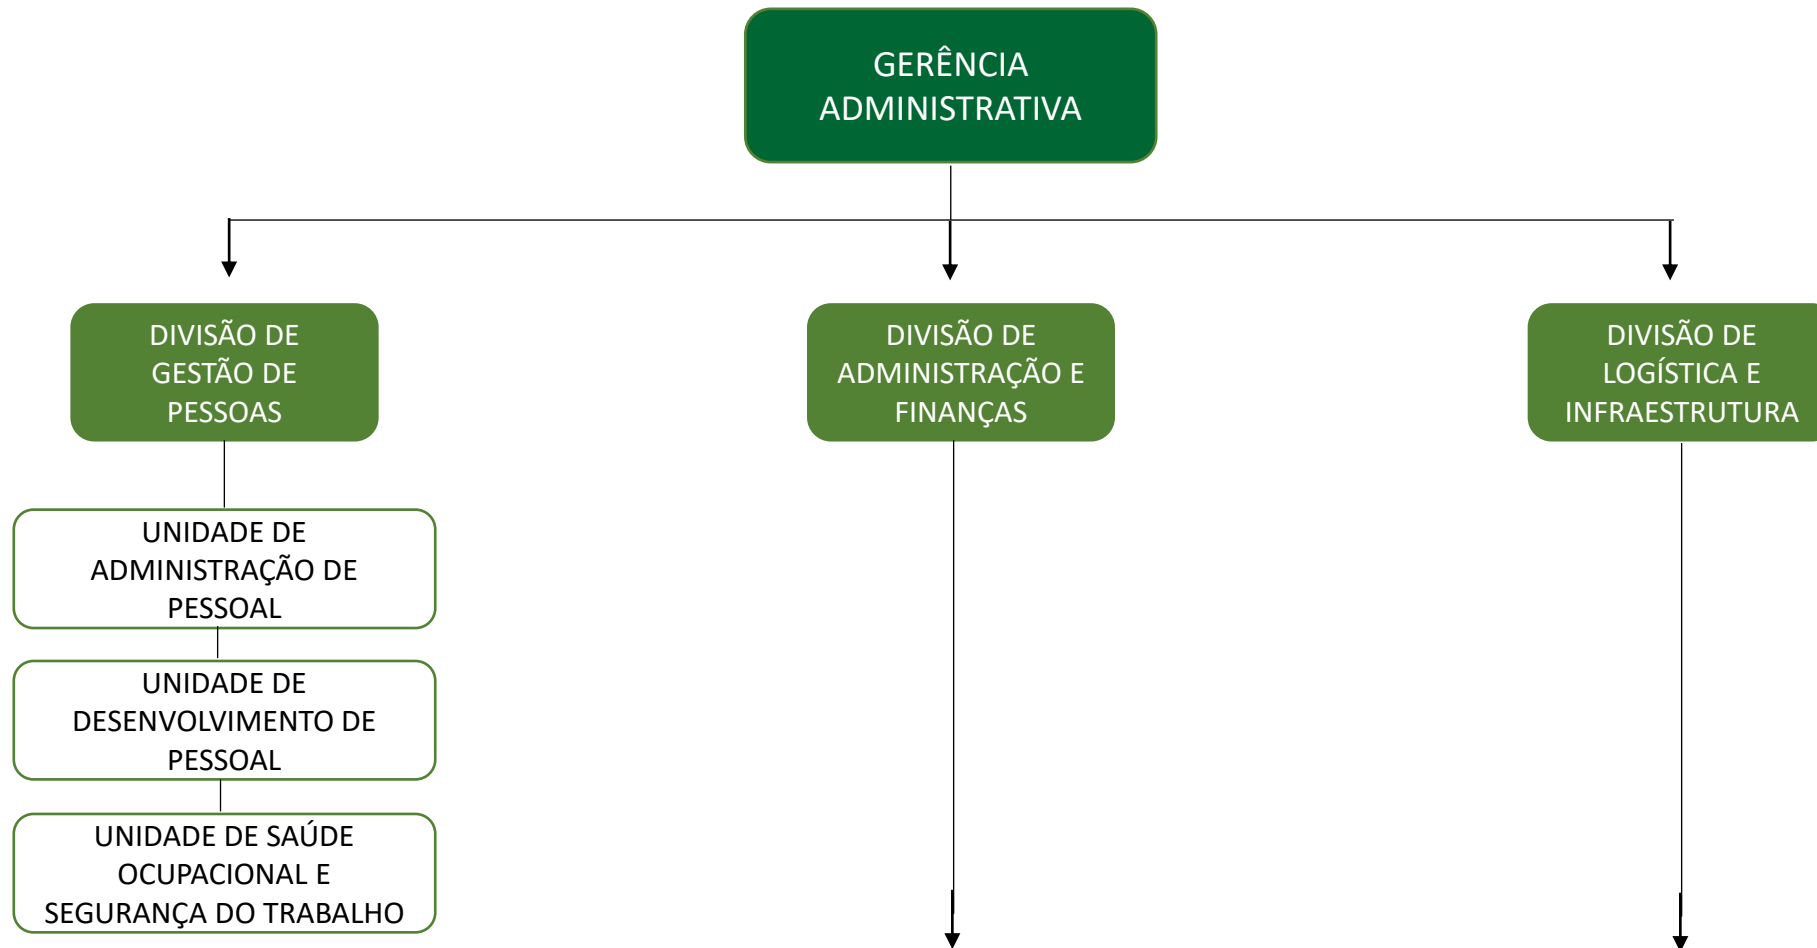 GERÊNCIA
ADMINISTRATIVA
DIVISÃO DE
GESTÃO DE
PESSOAS
DIVISÃO DE
ADMINISTRAÇÃO E
FINANÇAS
DIVISÃO DE
LOGÍSTICA E
INFRAESTRUTURA
UNIDADE DE
ADMINISTRAÇÃO DE
PESSOAL
UNIDADE DE
DESENVOLVIMENTO DE
PESSOAL
UNIDADE DE SAÚDE
OCUPACIONAL E
SEGURANÇA DO TRABALHO